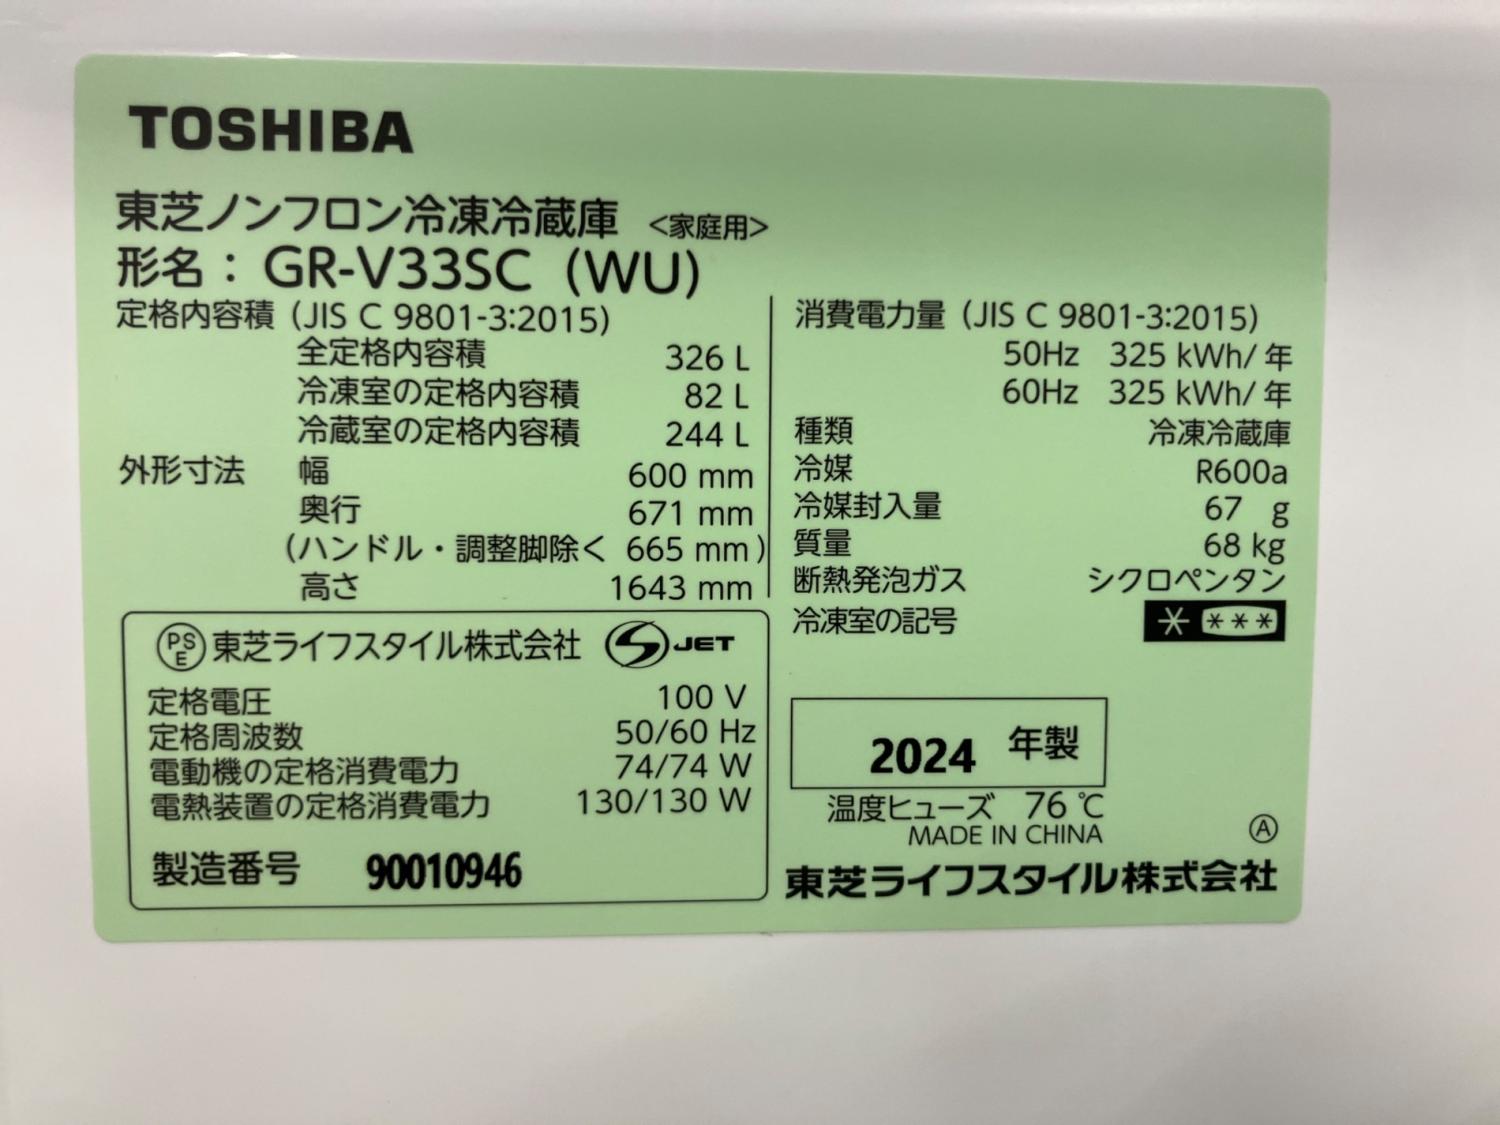 TOSHIBA
東芝ノンフロン冷凍冷蔵庫 <家庭用>
形名： GR-V33SC (WU)
定格内容積 (JIS C 9801-3:2015)
全定格内容積 326 L
冷凍室の定格内容積 82 L
冷蔵室の定格内容積 244 L
外形寸法 幅 600 mm
奥行 671 mm
(ハンドル・調整脚除く 665 mm)
高さ 1643 mm
消費電力量 (JIS C 9801-3:2015)
50Hz 325 kWh/年
60Hz 325 kWh/年
種類 冷凍冷蔵庫
冷媒 R600a
冷媒封入量 67 g
質量 68 kg
断熱発泡ガス シクロペンタン
冷凍室の記号 * ***
PSE 東芝ライフスタイル株式会社 S JET
定格電圧 100 V
定格周波数 50/60 Hz
電動機の定格消費電力 74/74 W
電熱装置の定格消費電力 130/130 W
製造番号 90010946
2024 年製
温度ヒューズ 76 ℃
MADE IN CHINA
Ⓐ
東芝ライフスタイル株式会社